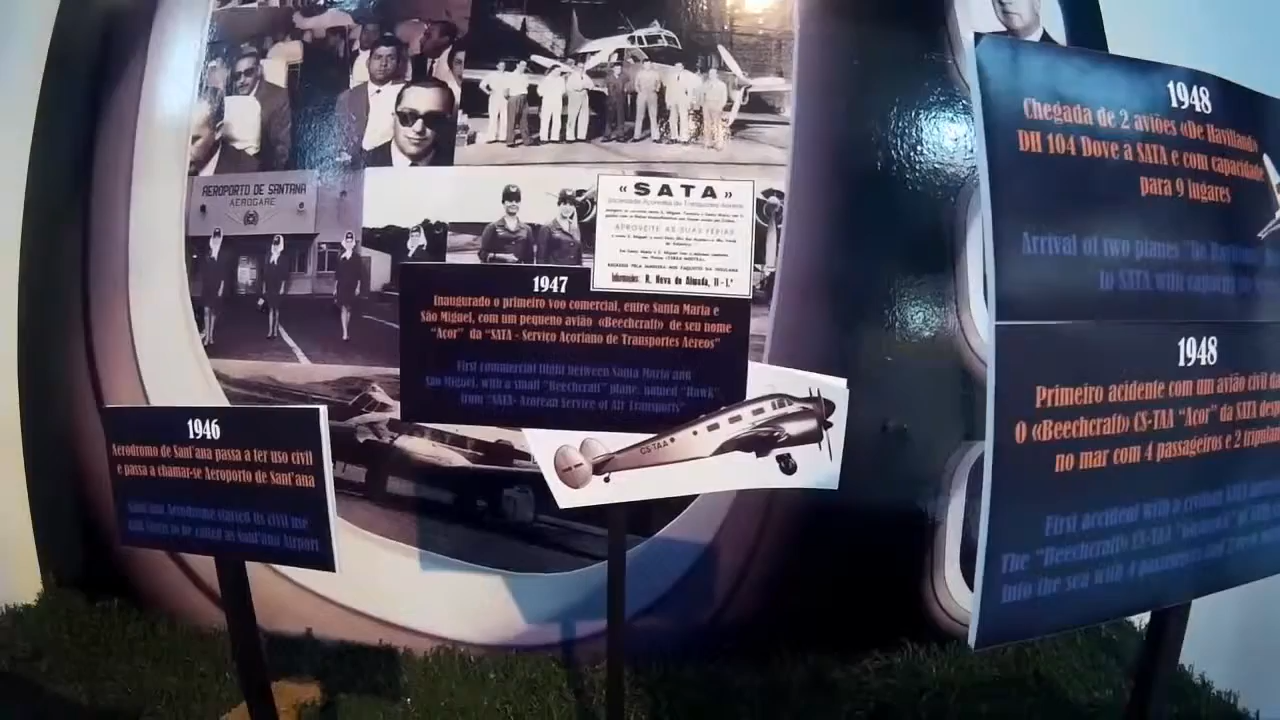 AEROPORTO DE SANTANA
AEROGARE
«SATA»
Sociedade Açoreana de Transportes Aéreos
APROVEITE AS SUAS FÉRIAS
Informações: R. Nova do Almada, 11 - 1.º
1947
Inaugurado o primeiro voo comercial, entre Santa Maria e
São Miguel, com um pequeno avião «Beechcraft» de seu nome
"Açor" da "SATA - Serviço Açoriano de Transportes Aéreos"
First commercial flight between Santa Maria and
São Miguel, with a small "Beechcraft" plane, named "Hawk",
from "SATA- Azorean Service of Air Transports"
CS-TAA
1946
Aeródromo de Sant'ana passa a ter uso civil
e passa a chamar-se Aeroporto de Sant'ana
Sant'ana Aerodrome started its civil use
and starts to be called as Sant'ana Airport
1948
Chegada de 2 aviões «De Havilland»
DH 104 Dove à SATA e com capacidade
para 9 lugares
Arrival of two planes "De
to SATA with capacity
1948
Primeiro acidente com um avião civil da
O «Beechcraft» CS-TAA "Açor" da SATA
no mar com 4 passageiros e 2
First accident with a civilian
The "Beechcraft» CS-TAA
into the sea with 4 passengers and 2